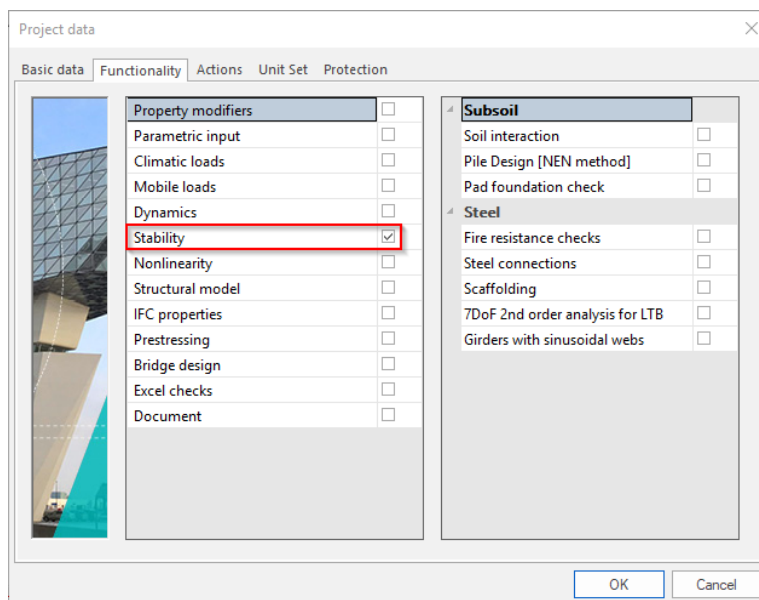 Project data
Basic data Functionality Actions Unit Set Protection
Property modifiers
Parametric input
Climatic loads
Mobile loads
Dynamics
Stability
Nonlinearity
Structural model
IFC properties
Prestressing
Bridge design
Excel checks
Document
Subsoil
Soil interaction
Pile Design [NEN method]
Pad foundation check
Steel
Fire resistance checks
Steel connections
Scaffolding
7DoF 2nd order analysis for LTB
Girders with sinusoidal webs
OK Cancel